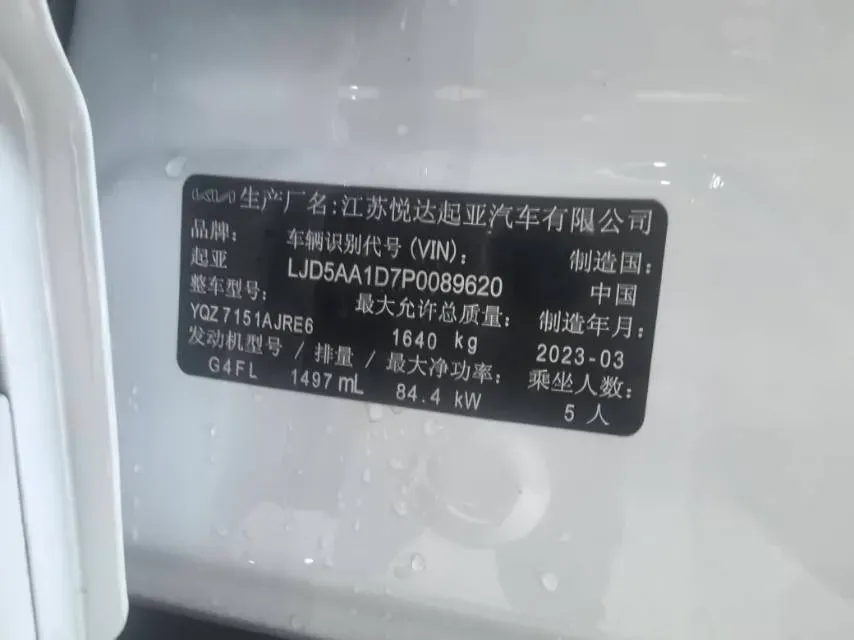 KIA 生产厂名:江苏悦达起亚汽车有限公司
品牌: 车辆识别代号(VIN): 制造国:
起亚 LJD5AA1D7P0089620 中国
整车型号: 最大允许总质量: 制造年月:
YQZ7151AJRE6 1640 kg 2023-03
发动机型号/排量/最大净功率: 乘坐人数:
G4FL 1497mL 84.4 kW 5人